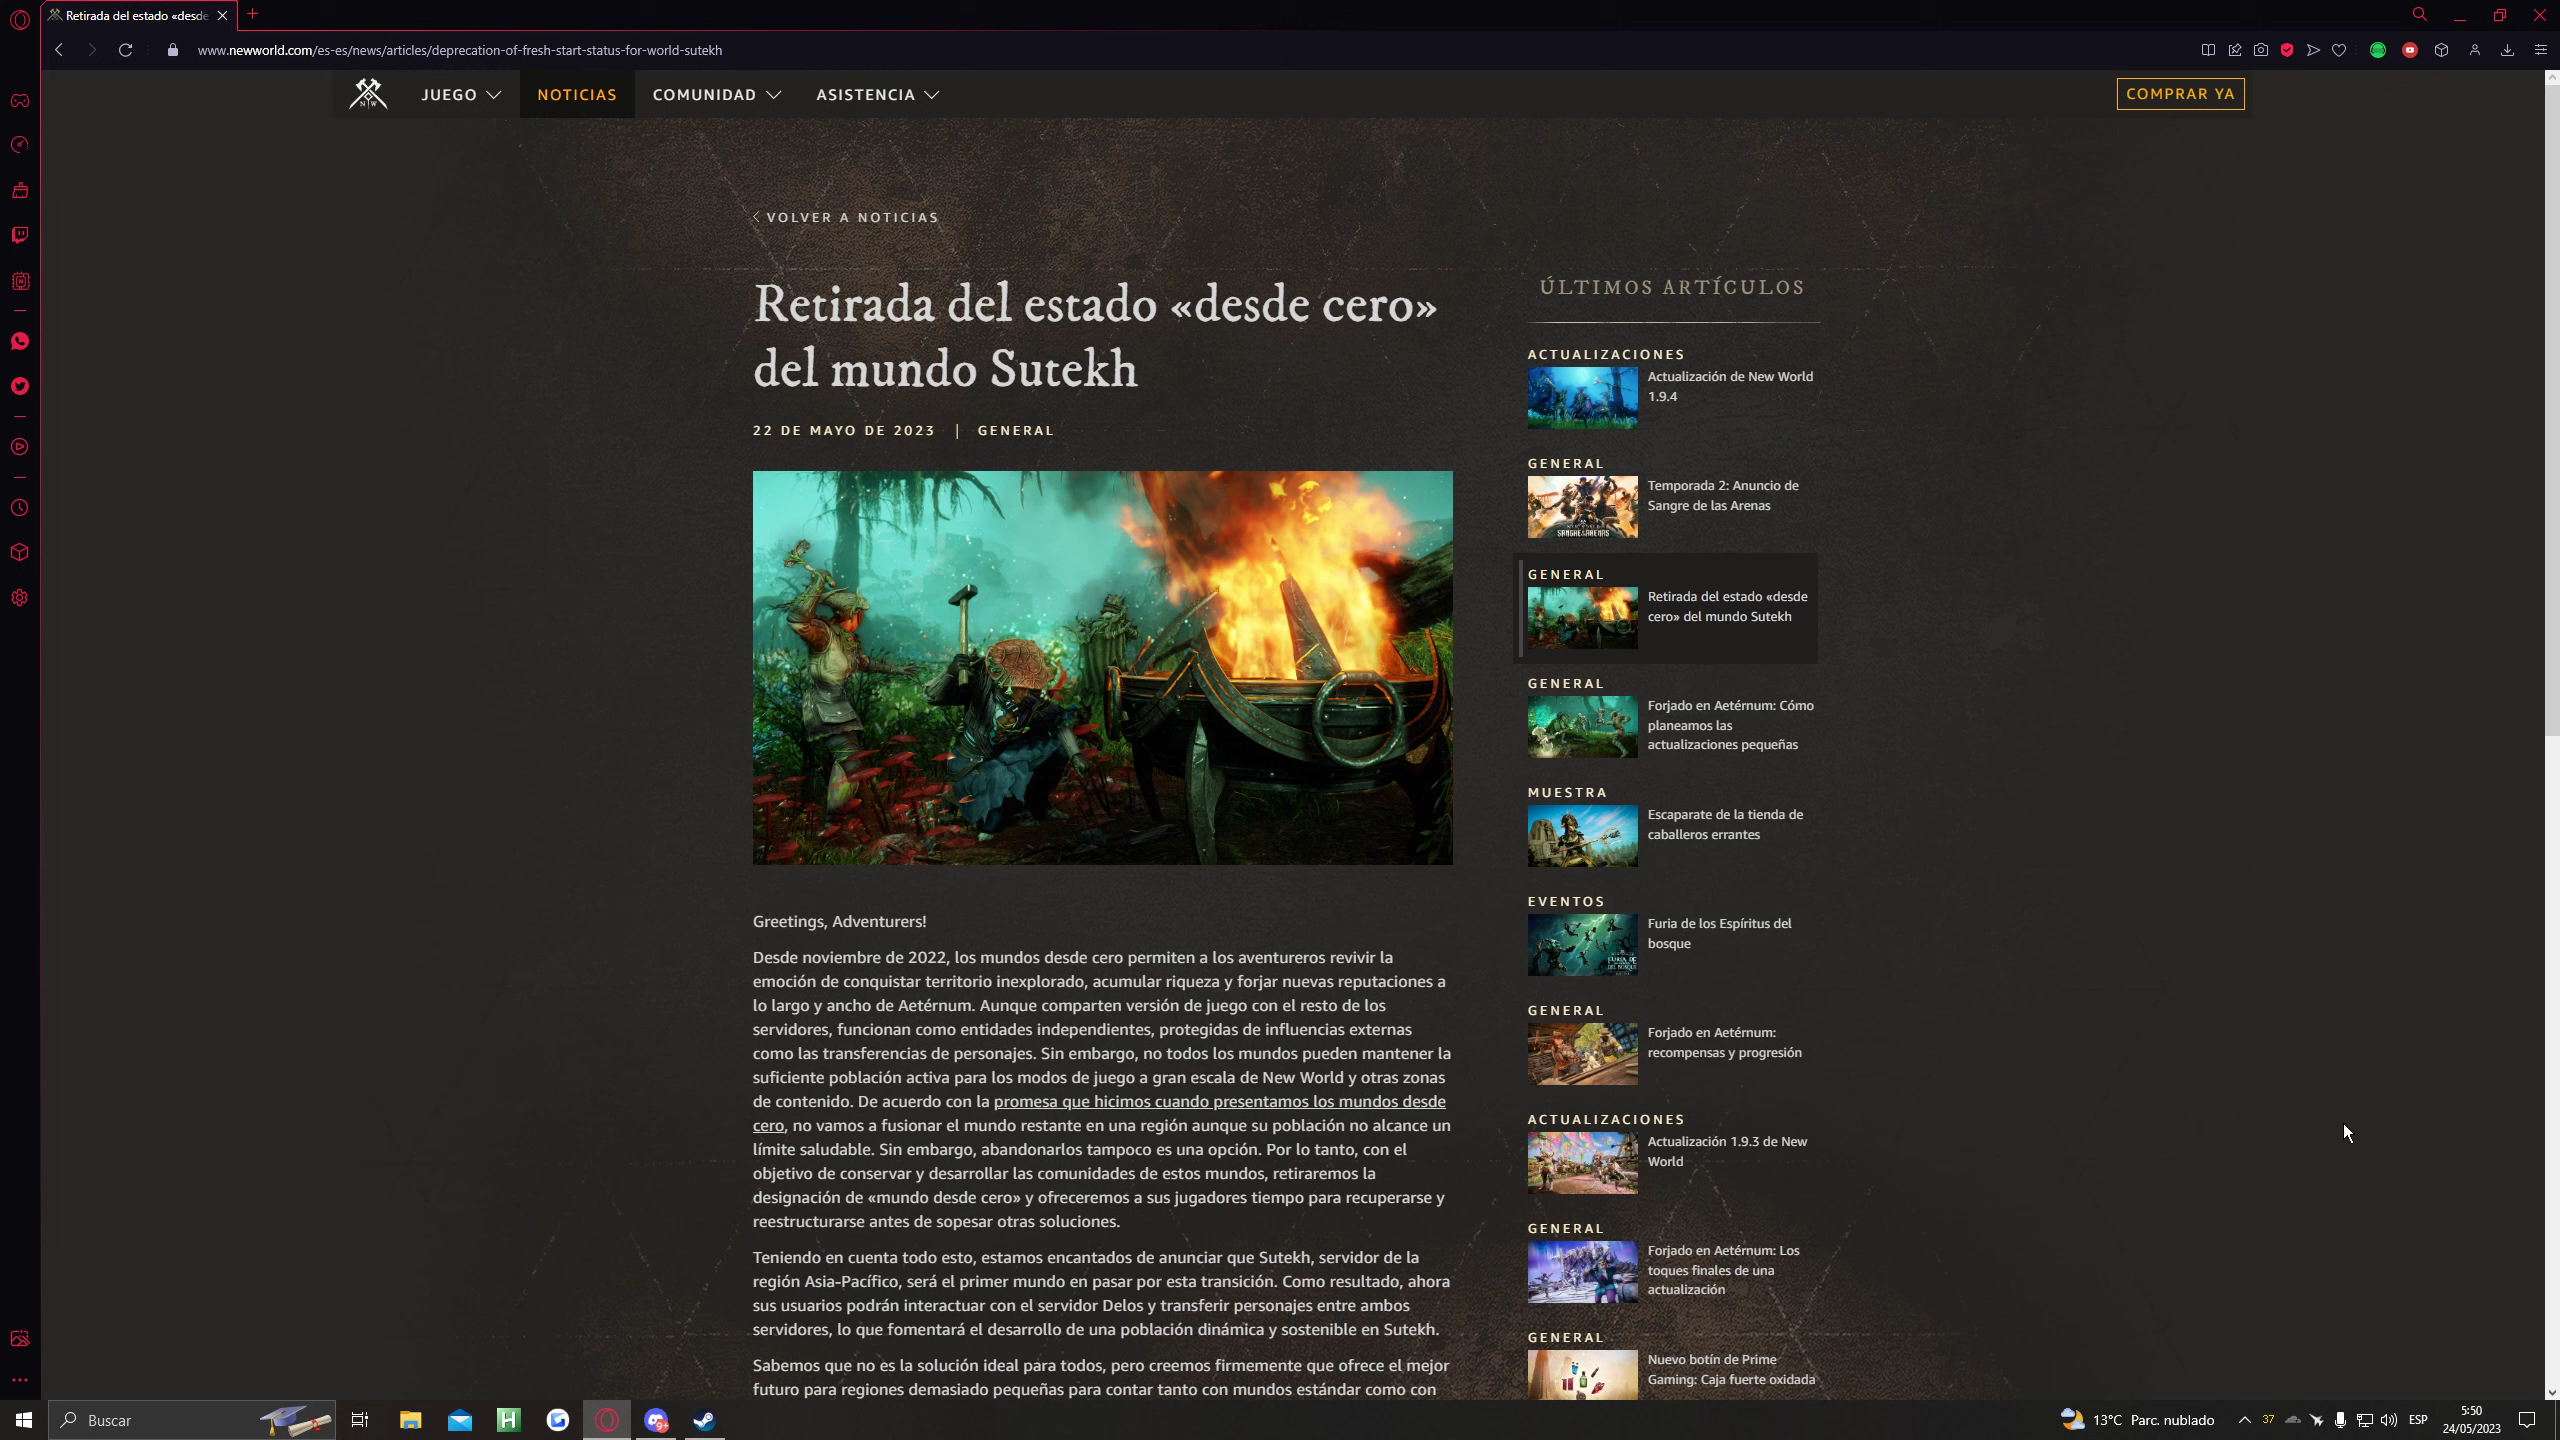 Retirada del estado «desde
www.newworld.com/es-es/news/articles/deprecation-of-fresh-start-status-for-world-sutekh
JUEGO
NOTICIAS
COMUNIDAD
ASISTENCIA
COMPRAR YA
VOLVER A NOTICIAS
Retirada del estado «desde cero»
del mundo Sutekh
22 DE MAYO DE 2023 | GENERAL
Greetings, Adventurers!
Desde noviembre de 2022, los mundos desde cero permiten a los aventureros revivir la
emoción de conquistar territorio inexplorado, acumular riqueza y forjar nuevas reputaciones a
lo largo y ancho de Aetérnum. Aunque comparten versión de juego con el resto de los
servidores, funcionan como entidades independientes, protegidas de influencias externas
como las transferencias de personajes. Sin embargo, no todos los mundos pueden mantener la
suficiente población activa para los modos de juego a gran escala de New World y otras zonas
de contenido. De acuerdo con la promesa que hicimos cuando presentamos los mundos desde
cero, no vamos a fusionar el mundo restante en una región aunque su población no alcance un
límite saludable. Sin embargo, abandonarlos tampoco es una opción. Por lo tanto, con el
objetivo de conservar y desarrollar las comunidades de estos mundos, retiraremos la
designación de «mundo desde cero» y ofreceremos a sus jugadores tiempo para recuperarse y
reestructurarse antes de sopesar otras soluciones.
Teniendo en cuenta todo esto, estamos encantados de anunciar que Sutekh, servidor de la
región Asia-Pacífico, será el primer mundo en pasar por esta transición. Como resultado, ahora
sus usuarios podrán interactuar con el servidor Delos y transferir personajes entre ambos
servidores, lo que fomentará el desarrollo de una población dinámica y sostenible en Sutekh.
Sabemos que no es la solución ideal para todos, pero creemos firmemente que ofrece el mejor
futuro para regiones demasiado pequeñas para contar tanto con mundos estándar como con
ÚLTIMOS ARTÍCULOS
ACTUALIZACIONES
Actualización de New World
1.9.4
GENERAL
Temporada 2: Anuncio de
Sangre de las Arenas
GENERAL
Retirada del estado «desde
cero» del mundo Sutekh
GENERAL
Forjado en Aetérnum: Cómo
planeamos las
actualizaciones pequeñas
MUESTRA
Escaparate de la tienda de
caballeros errantes
EVENTOS
Furia de los Espíritus del
bosque
GENERAL
Forjado en Aetérnum:
recompensas y progresión
ACTUALIZACIONES
Actualización 1.9.3 de New
World
GENERAL
Forjado en Aetérnum: Los
toques finales de una
actualización
GENERAL
Nuevo botín de Prime
Gaming: Caja fuerte oxidada
Buscar
H
9+
13°C Parc. nublado
37
ESP
5:50
24/05/2023